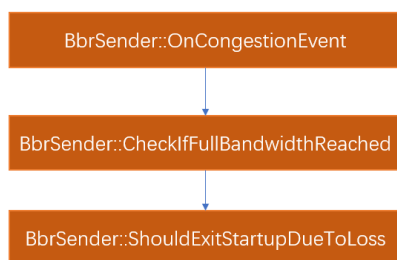 BbrSender::OnCongestionEvent
BbrSender::CheckIfFullBandwidthReached
BbrSender::ShouldExitStartupDueToLoss